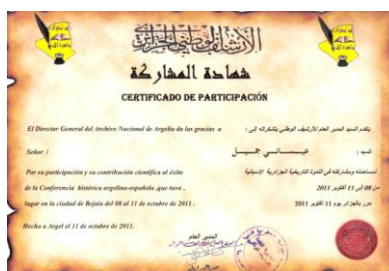 الأرشيف الوطني الجزائري
شهادة المشاركة
CERTIFICADO DE PARTICIPACIÓN
El Director General del Archivo Nacional de Argelia da las gracias a
يتقدم السيد المدير العام للأرشيف الوطني بتشكراته إلى :
Señor :
السيد : عيساني جميل
Por su participación y su contribución científica al éxito
لمساهمته ومشاركته في الندوة التاريخية الجزائرية الإسبانية
de la Conferencia histórica argelino-española ,que tuvo ,
من 08 إلى 11 أكتوبر 2011
lugar en la ciudad de Bejaia del 08 al 11 de octubre de 2011 .
حرر بالجزائر يوم 11 أكتوبر 2011
Hecho a Argel el 11 de octubre de 2011.
المدير العام